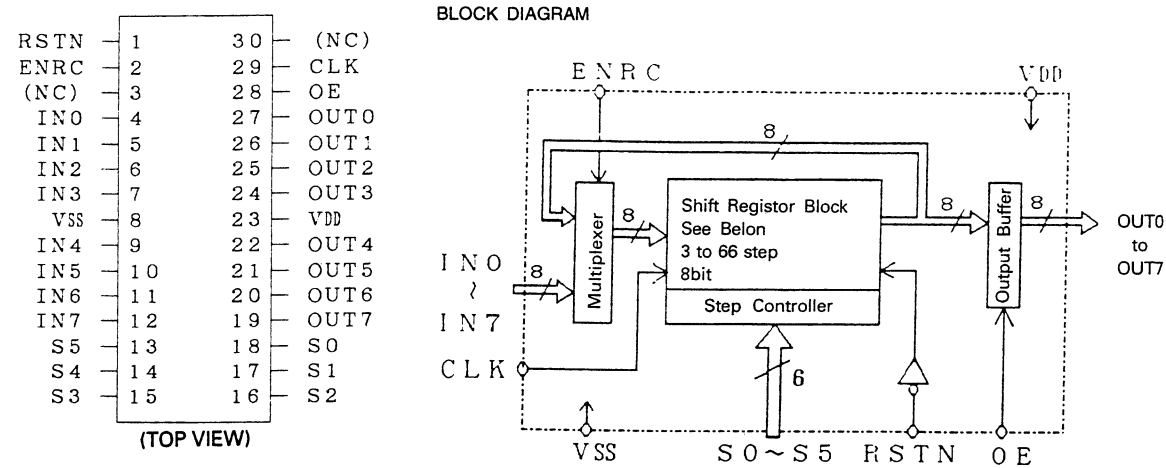 RSTN 1 30 (NC)
ENRC 2 29 CLK
(NC) 3 28 OE
IN0 4 27 OUT0
IN1 5 26 OUT1
IN2 6 25 OUT2
IN3 7 24 OUT3
VSS 8 23 VDD
IN4 9 22 OUT4
IN5 10 21 OUT5
IN6 11 20 OUT6
IN7 12 19 OUT7
S5 13 18 S0
S4 14 17 S1
S3 15 16 S2
(TOP VIEW)
BLOCK DIAGRAM
ENRC
VDD
8
Multiplexer
8
Shift Registor Block
See Belon
3 to 66 step
8bit
Step Controller
8
Output Buffer
8
OUT0
to
OUT7
IN0
~
IN7
8
CLK
6
VSS
S0~S5
RSTN
OE